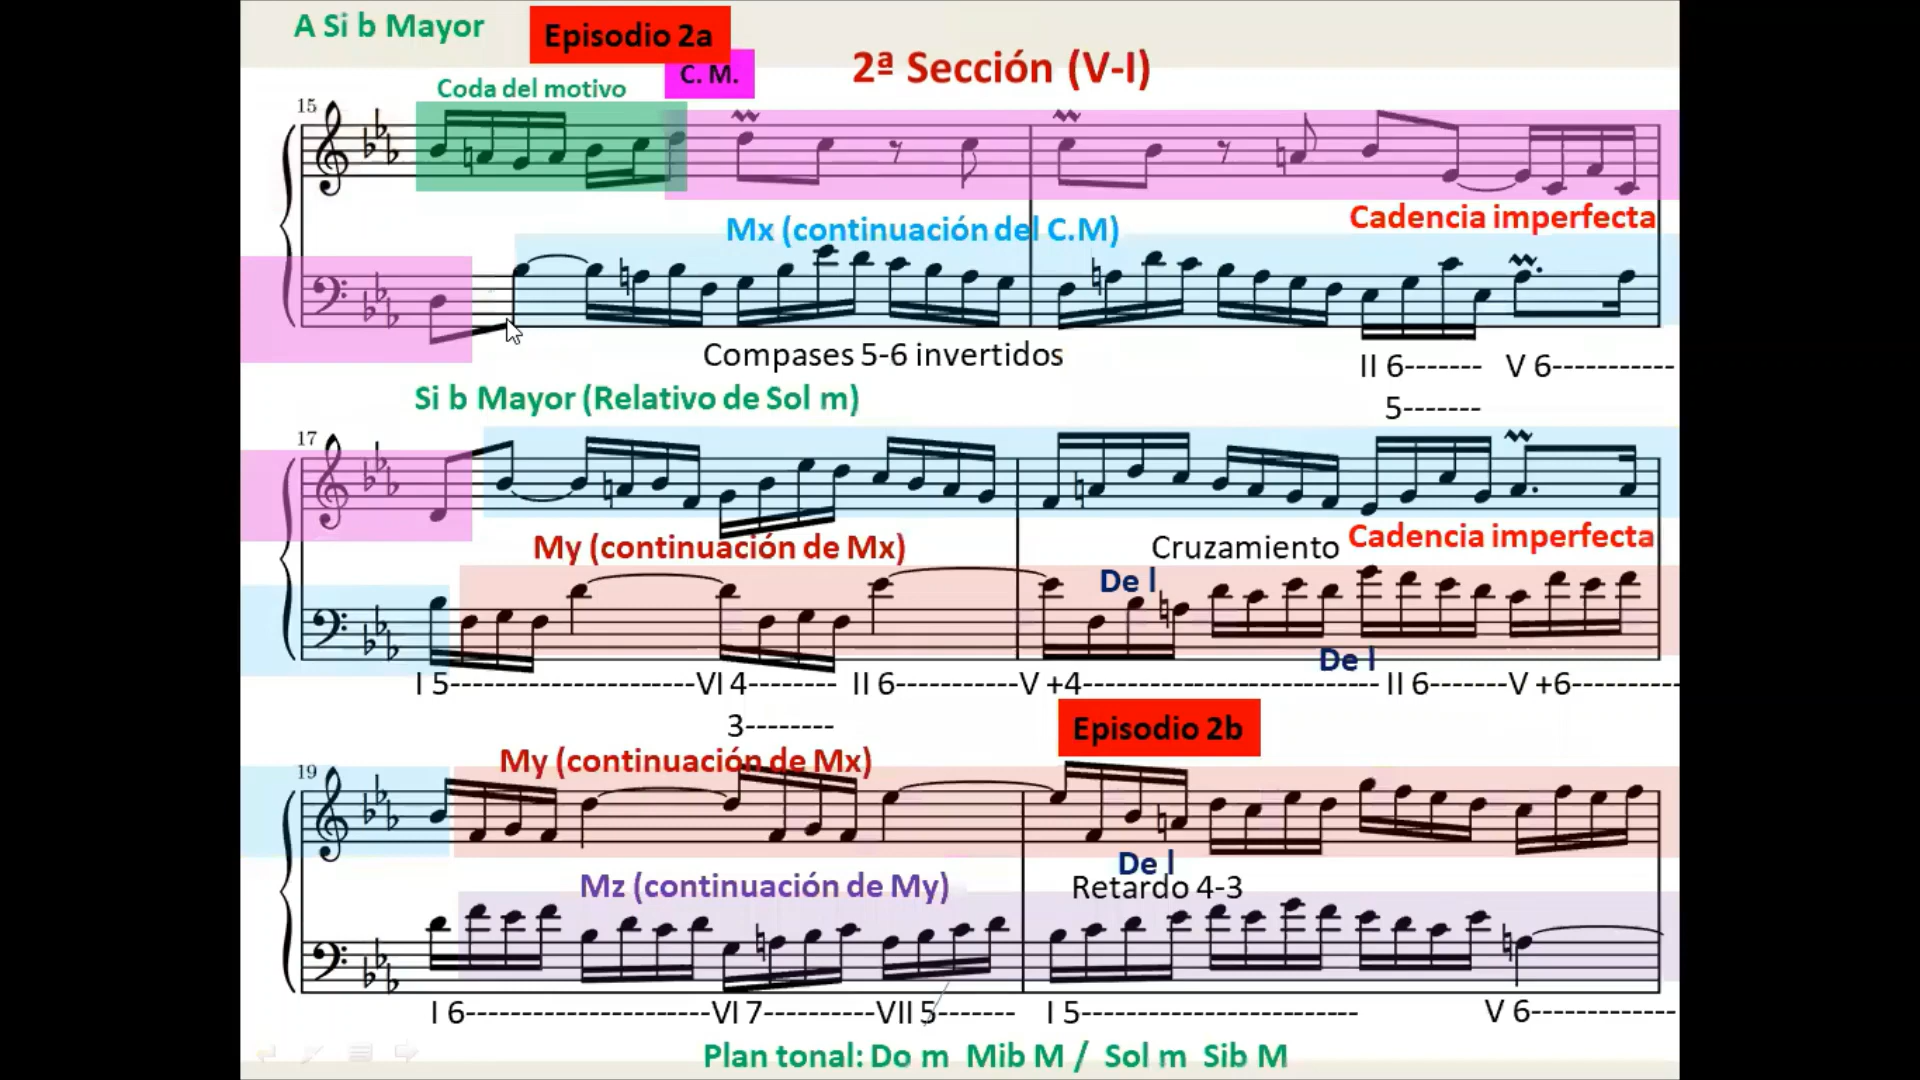 A Si b Mayor
Episodio 2a
C. M.
2ª Sección (V-I)
Coda del motivo
15
Mx (continuación del C.M)
Cadencia imperfecta
Compases 5-6 invertidos
II 6------- V 6-----------
5-------
Si b Mayor (Relativo de Sol m)
17
My (continuación de Mx)
Cruzamiento
Cadencia imperfecta
De l
De l
I 5----------------------VI 4-------- II 6----------V +4--------------------------- II 6-------V +6----------
3--------
Episodio 2b
My (continuación de Mx)
19
De l
Mz (continuación de My)
Retardo 4-3
I 6---------------------VI 7----------VII 5------- I 5------------------------- V 6-------------
Plan tonal: Do m Mib M / Sol m Sib M